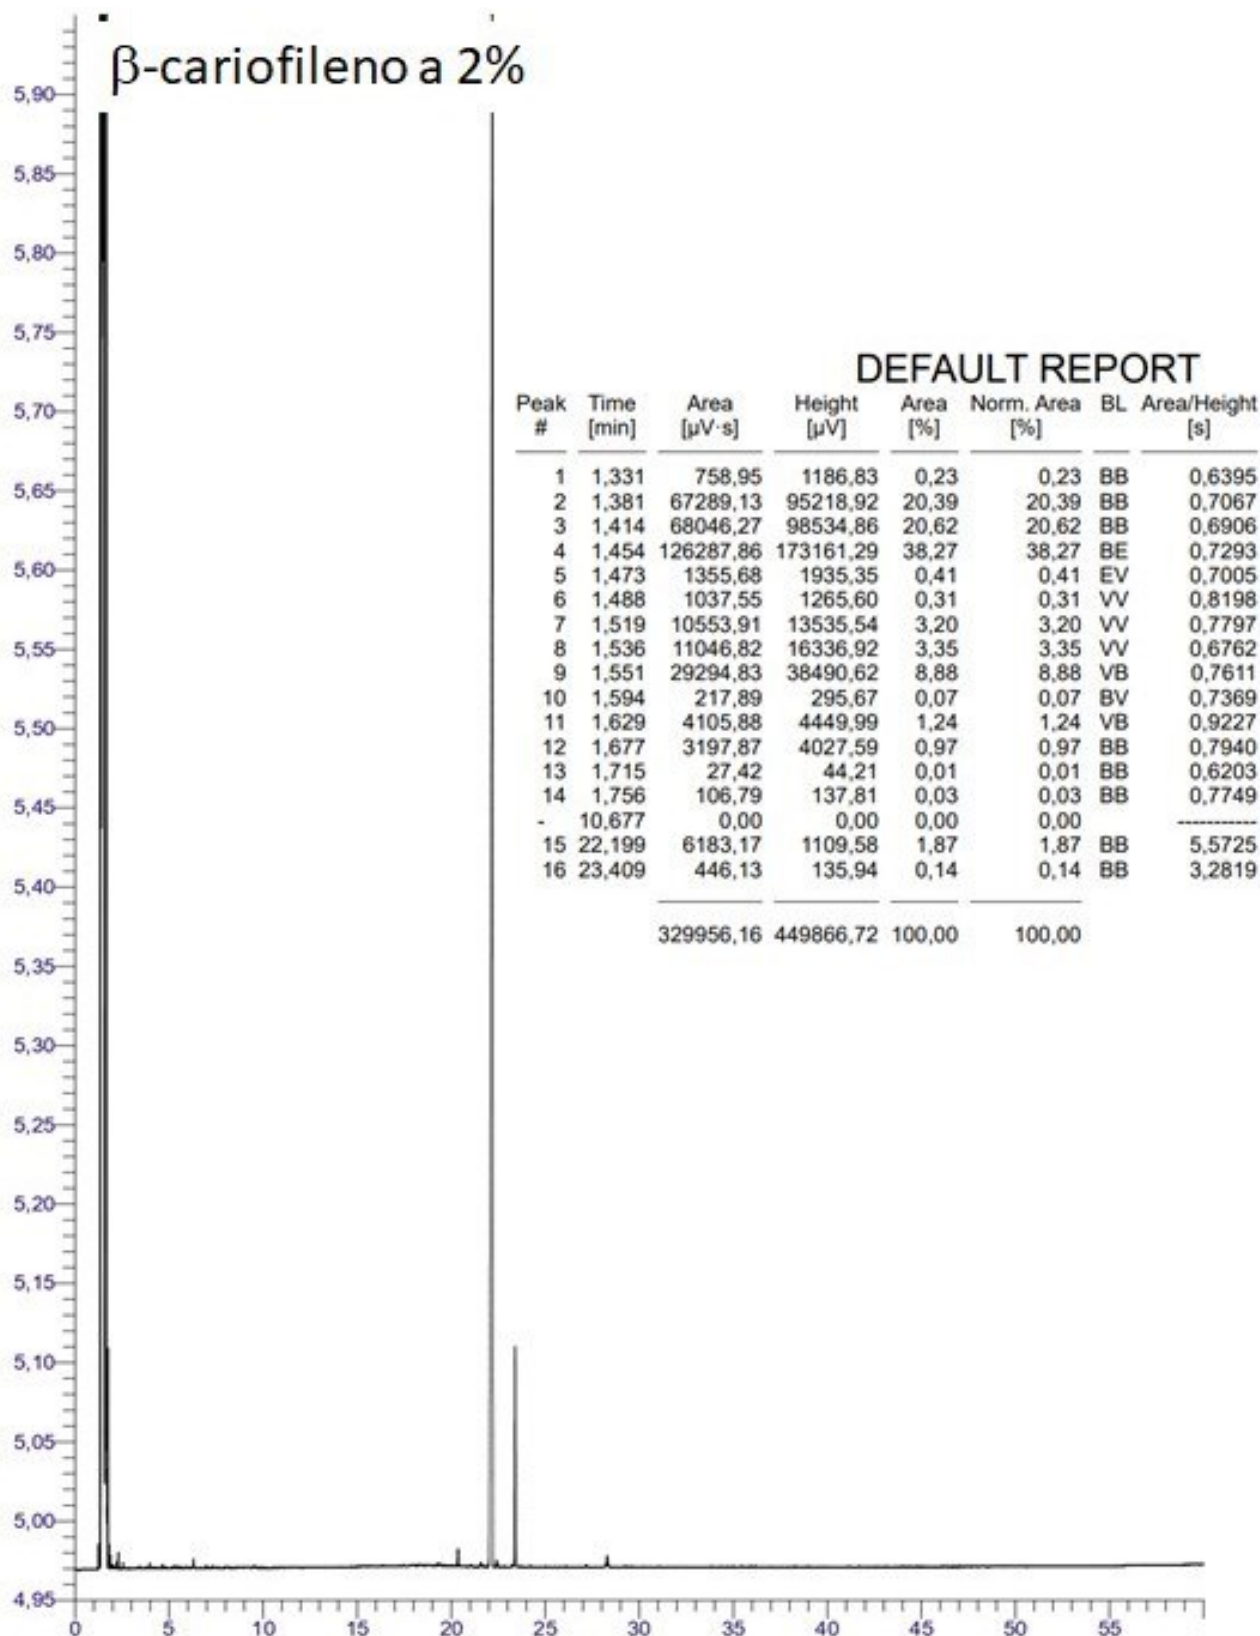 β-cariofileno a 2%
5,90
5,85
5,80
5,75
5,70
5,65
5,60
5,55
5,50
5,45
5,40
5,35
5,30
5,25
5,20
5,15
5,10
5,05
5,00
4,95
DEFAULT REPORT
Peak Time Area Height Area Norm. Area BL Area/Height
# [min] [µV·s] [µV] [%] [%] [s]
1 1,331 758,95 1186,83 0,23 0,23 BB 0,6395
2 1,381 67289,13 95218,92 20,39 20,39 BB 0,7067
3 1,414 68046,27 98534,86 20,62 20,62 BB 0,6906
4 1,454 126287,86 173161,29 38,27 38,27 BE 0,7293
5 1,473 1355,68 1935,35 0,41 0,41 EV 0,7005
6 1,488 1037,55 1265,60 0,31 0,31 VV 0,8198
7 1,519 10553,91 13535,54 3,20 3,20 VV 0,7797
8 1,536 11046,82 16336,92 3,35 3,35 VV 0,6762
9 1,551 29294,83 38490,62 8,88 8,88 VB 0,7611
10 1,594 217,89 295,67 0,07 0,07 BV 0,7369
11 1,629 4105,88 4449,99 1,24 1,24 VB 0,9227
12 1,677 3197,87 4027,59 0,97 0,97 BB 0,7940
13 1,715 27,42 44,21 0,01 0,01 BB 0,6203
14 1,756 106,79 137,81 0,03 0,03 BB 0,7749
- 10,677 0,00 0,00 0,00 0,00 -----------
15 22,199 6183,17 1109,58 1,87 1,87 BB 5,5725
16 23,409 446,13 135,94 0,14 0,14 BB 3,2819
329956,16 449866,72 100,00 100,00
0 5 10 15 20 25 30 35 40 45 50 55